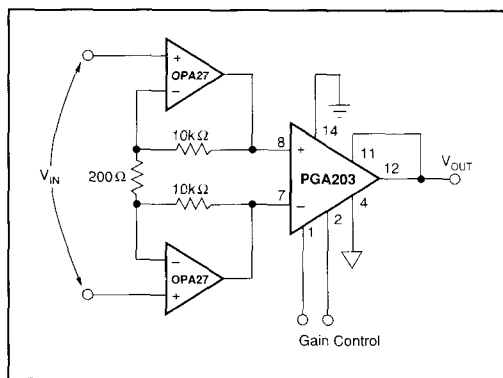 +
OPA27
−
14
10kΩ
8
+
11
V_IN
200Ω
PGA203
12
V_OUT
10kΩ
7
−
4
2
1
−
OPA27
+
Gain Control